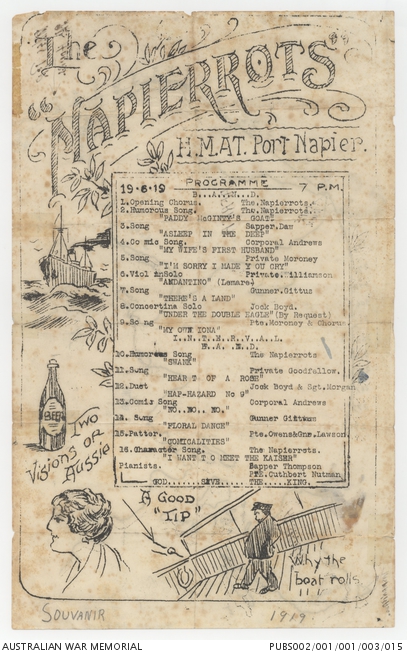 The
"NAPIERROTS"
H.M.A.T. Port Napier.
PROGRAMME
19-6-19 7 P.M.
B..A..N..D.
1.Opening Chorus. The.Napierrots.
2.Humorous Song. The.Napierrots.
"PADDY McGINTY'S GOAT"
3.Song Sapper.Daw
"ASLEEP IN THE DEEP"
4.Comic Song. Corporal Andrews
"MY WIFE'S FIRST HUSBAND"
5.Song Private Moroney
"I'M SORRY I MADE YOU CRY"
6.Violin Solo Private.Williamson
"ANDANTINO" (Lemare)
7.Song Gunner.Gittus
"THERE'S A LAND"
8.Concertina Solo Jock Boyd.
"UNDER THE DOUBLE EAGLE"(By Request)
9.Song Pte.Moroney & Chorus
"MY OWN IONA"
I..N..T..E..R..V..A..L.
B..A..N..D.
10.Humorous Song The Napierrots
"SWANK"
11.Song Private Goodfellow.
"HEART OF A ROSE"
12.Duet Jock Boyd & Sgt.Morgan
"HAP-HAZARD No 9"
13.Comic Song Corporal Andrews
"NO..NO..NO."
14. Song Gunner Gittus
"FLORAL DANCE"
15.Patter. Pte.Owens&Gnr.Lawson.
"COMICALITIES"
16.Character Song. The Napierrots.
"I WANT TO MEET THE KAISER"
Pianists. Sapper Thompson
PTE.Cuthbert Nutman
GOD......SAVE......THE....KING.
BEER
Two
Visions of
Aussie
A GOOD
"TIP"
Why the
boat rolls
SOUVANIR 1919.
AUSTRALIAN WAR MEMORIAL PUBS002/001/001/003/015